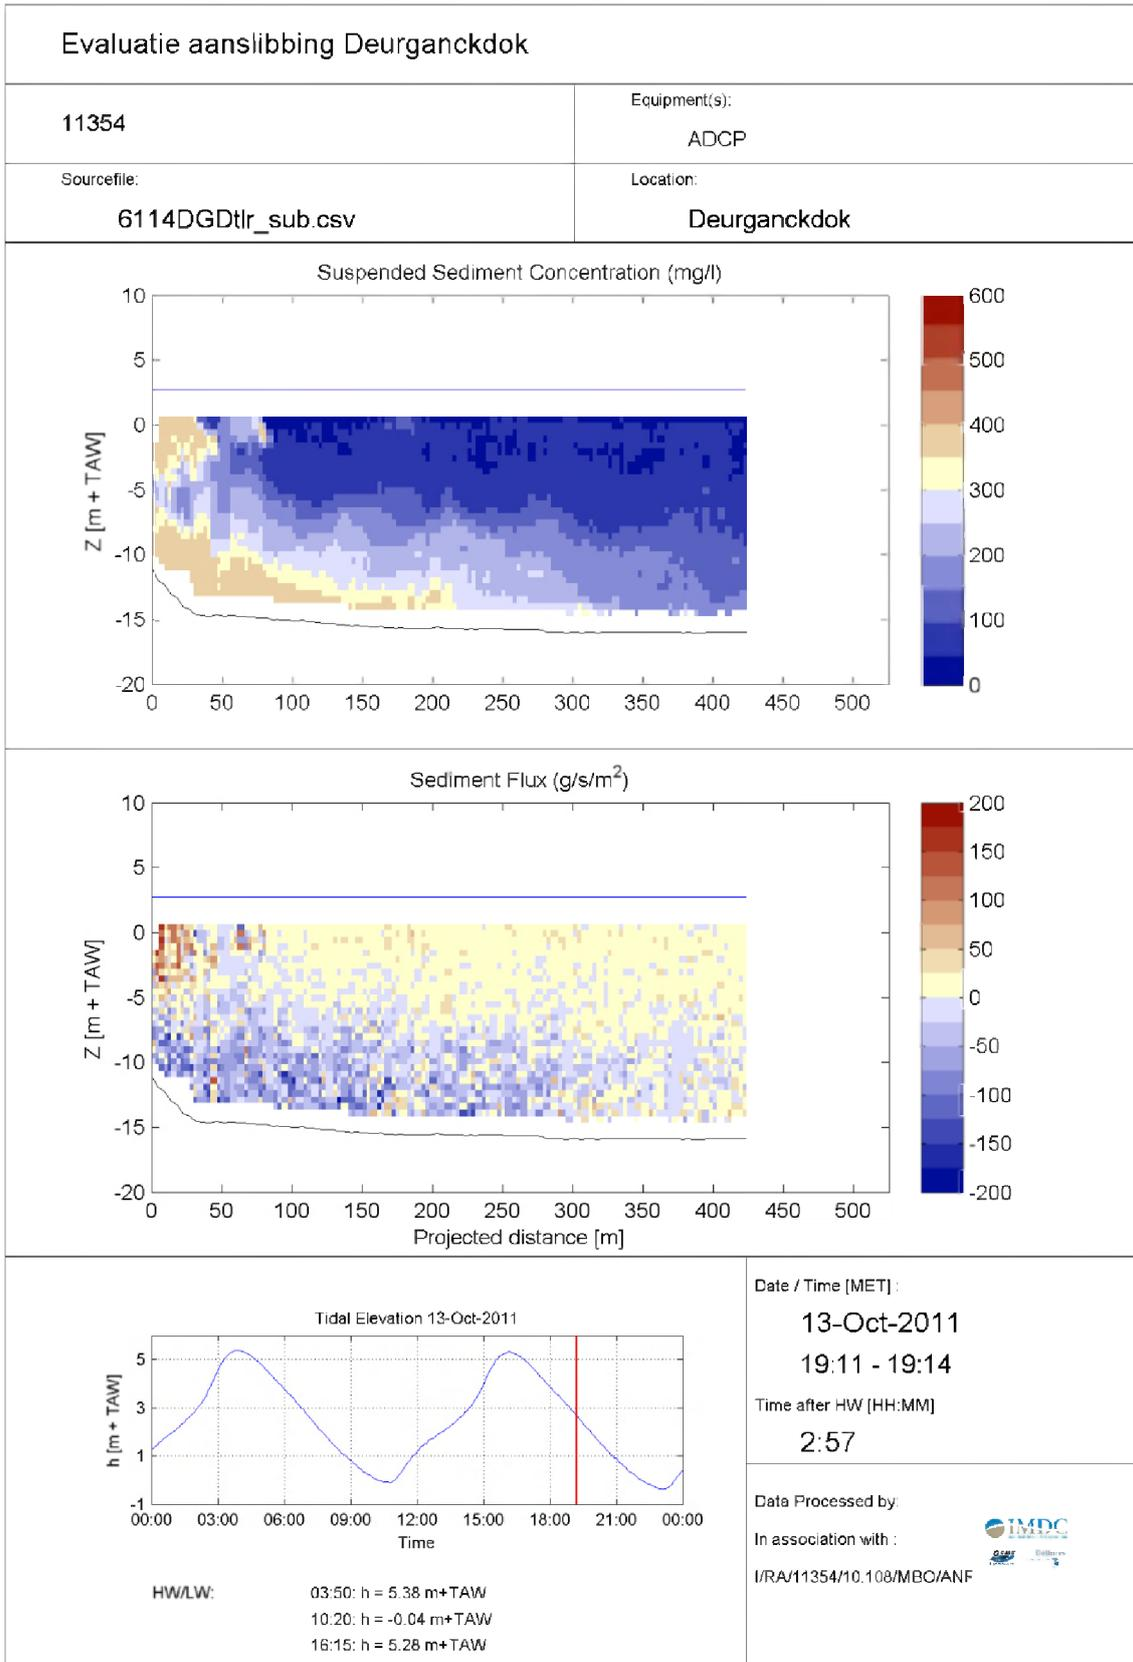 Evaluatie aanslibbing Deurganckdok
11354
Equipment(s):
ADCP
Sourcefile:
6114DGDtlr_sub.csv
Location:
Deurganckdok
Suspended Sediment Concentration (mg/l)
Z [m + TAW]
10
5
0
-5
-10
-15
-20
0 50 100 150 200 250 300 350 400 450 500
600
500
400
300
200
100
0
Sediment Flux (g/s/m²)
Z [m + TAW]
10
5
0
-5
-10
-15
-20
0 50 100 150 200 250 300 350 400 450 500
Projected distance [m]
200
150
100
50
0
-50
-100
-150
-200
Tidal Elevation 13-Oct-2011
h [m + TAW]
5
3
1
-1
00:00 03:00 06:00 09:00 12:00 15:00 18:00 21:00 00:00
Time
HW/LW:
03:50: h = 5.38 m+TAW
10:20: h = -0.04 m+TAW
16:15: h = 5.28 m+TAW
Date / Time [MET] :
13-Oct-2011
19:11 - 19:14
Time after HW [HH:MM]
2:57
Data Processed by:
IMDC
In association with :
I/RA/11354/10.108/MBO/ANF